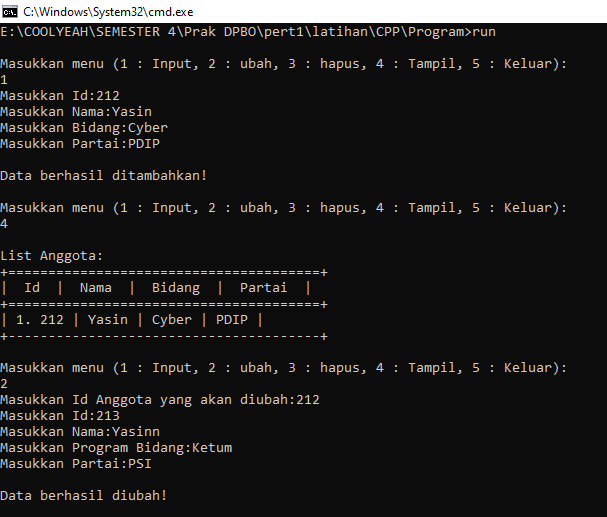 C:\Windows\System32\cmd.exe
E:\COOLYEAH\SEMESTER 4\Prak DPBO\pert1\latihan\CPP\Program>run
Masukkan menu (1 : Input, 2 : ubah, 3 : hapus, 4 : Tampil, 5 : Keluar):
1
Masukkan Id:212
Masukkan Nama:Yasin
Masukkan Bidang:Cyber
Masukkan Partai:PDIP
Data berhasil ditambahkan!
Masukkan menu (1 : Input, 2 : ubah, 3 : hapus, 4 : Tampil, 5 : Keluar):
4
List Anggota:
+=======================================+
|  Id  |  Nama  |  Bidang  |  Partai  |
+=======================================+
| 1. 212 | Yasin | Cyber | PDIP |
+---------------------------------------+
Masukkan menu (1 : Input, 2 : ubah, 3 : hapus, 4 : Tampil, 5 : Keluar):
2
Masukkan Id Anggota yang akan diubah:212
Masukkan Id:213
Masukkan Nama:Yasinn
Masukkan Program Bidang:Ketum
Masukkan Partai:PSI
Data berhasil diubah!